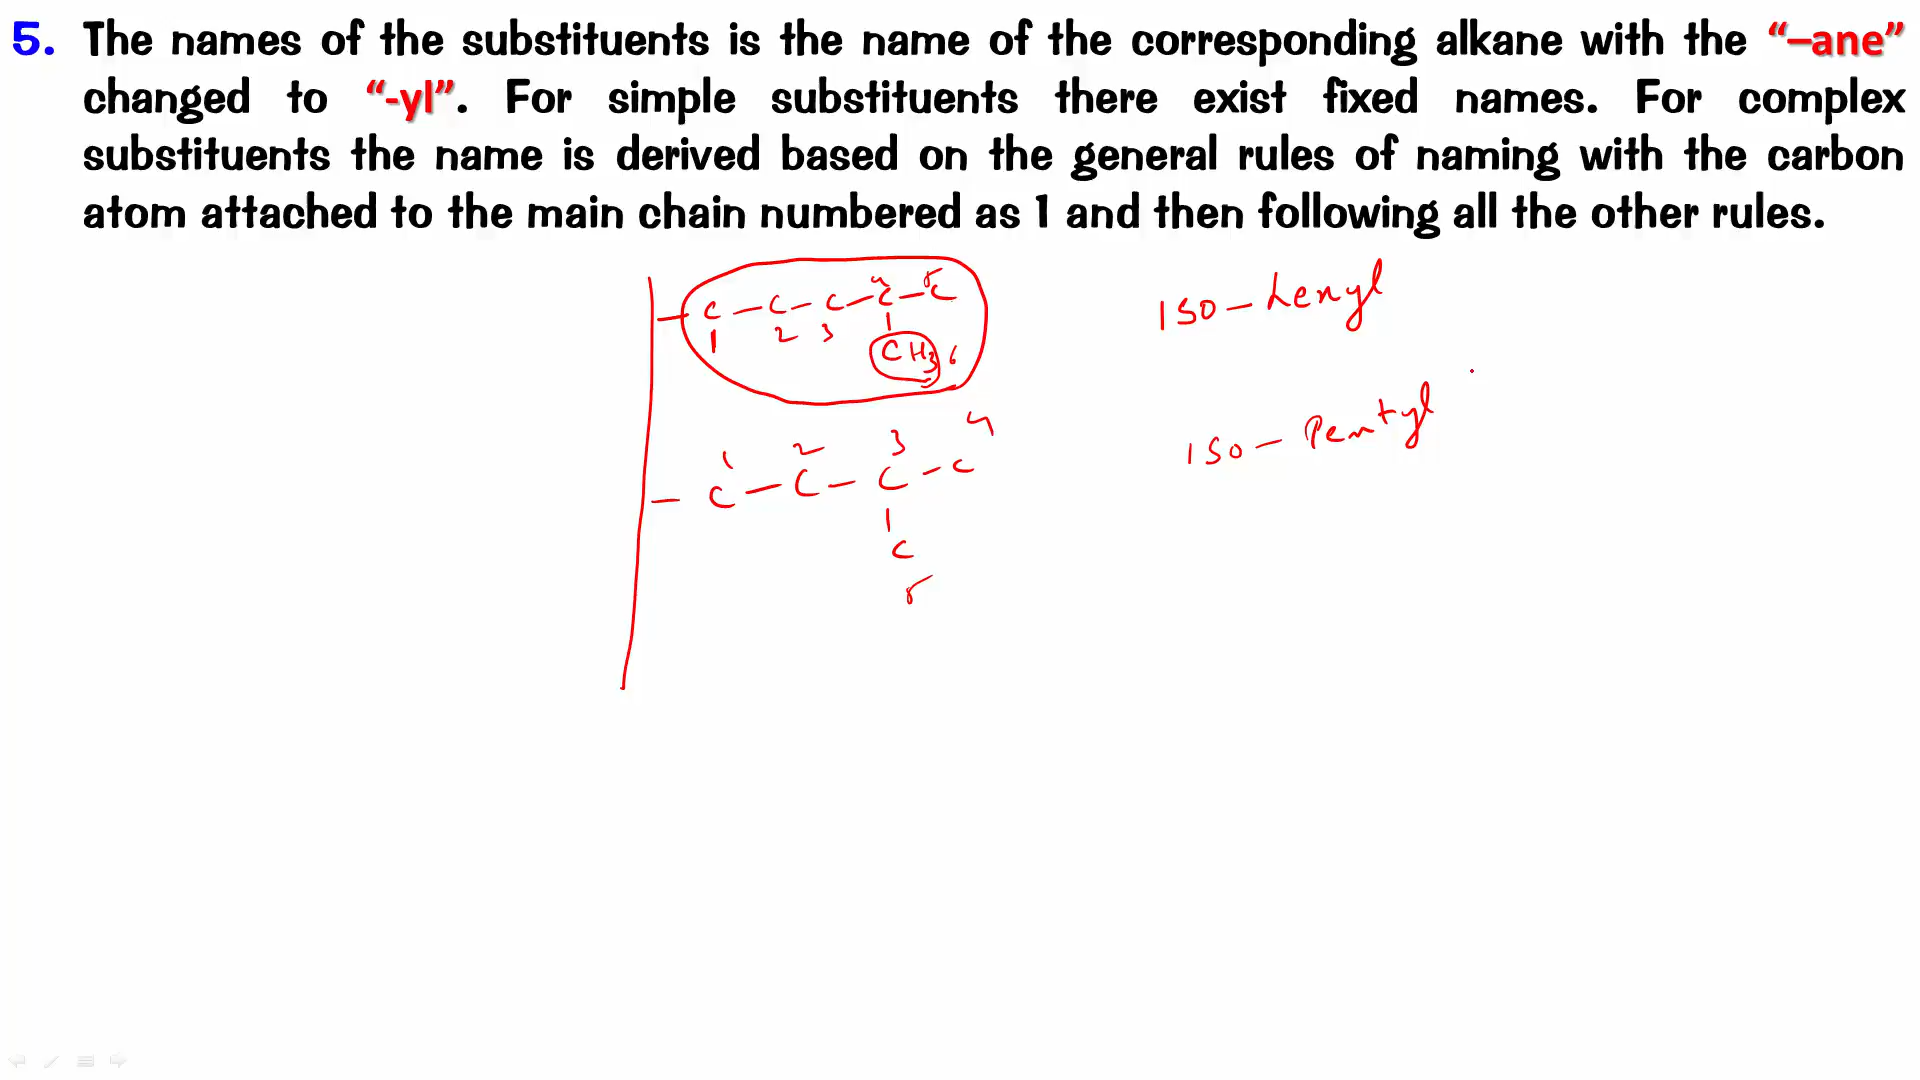 5. The names of the substituents is the name of the corresponding alkane with the “–ane”
changed to “-yl”. For simple substituents there exist fixed names. For complex
substituents the name is derived based on the general rules of naming with the carbon
atom attached to the main chain numbered as 1 and then following all the other rules.
4 5
– C – C – C – C – C
1 2 3
CH3 6
Iso – hexyl
1 2 3 4
– C – C – C – C
C
5
Iso – Pentyl